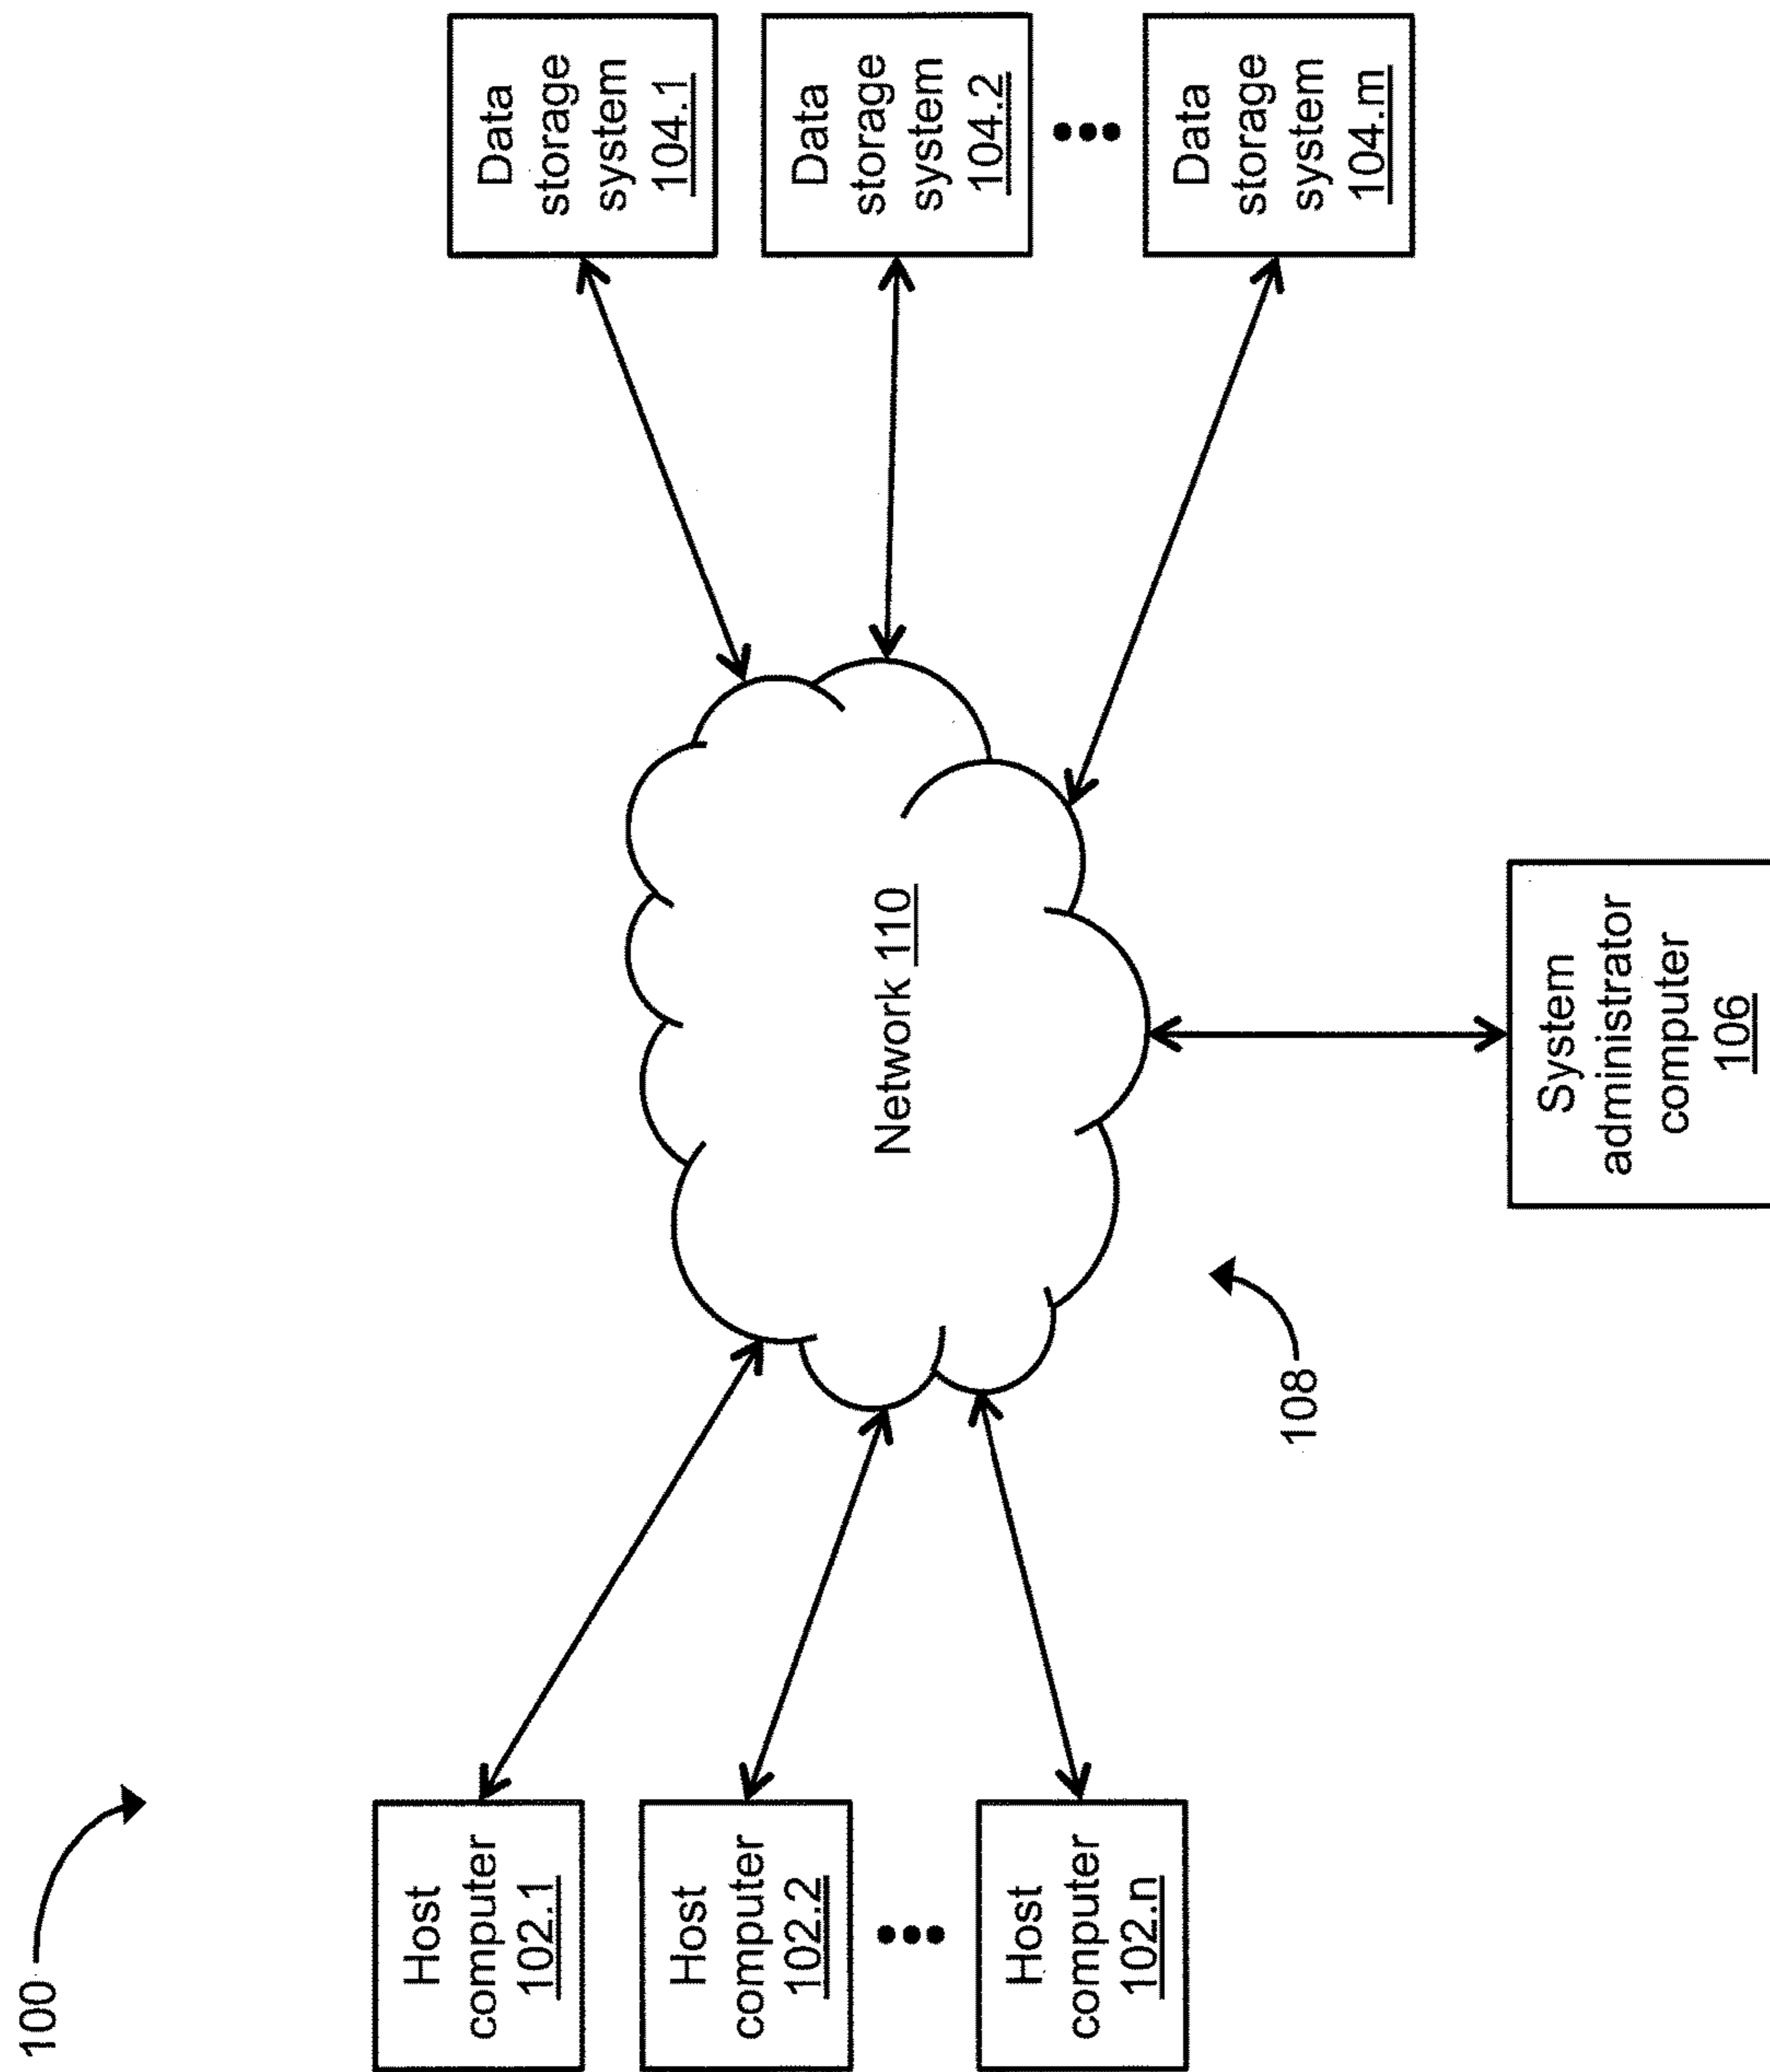 100
Host
computer
102.1
Host
computer
102.2
Host
computer
102.n
Network 110
108
Data
storage
system
104.1
Data
storage
system
104.2
Data
storage
system
104.m
System
administrator
computer
106